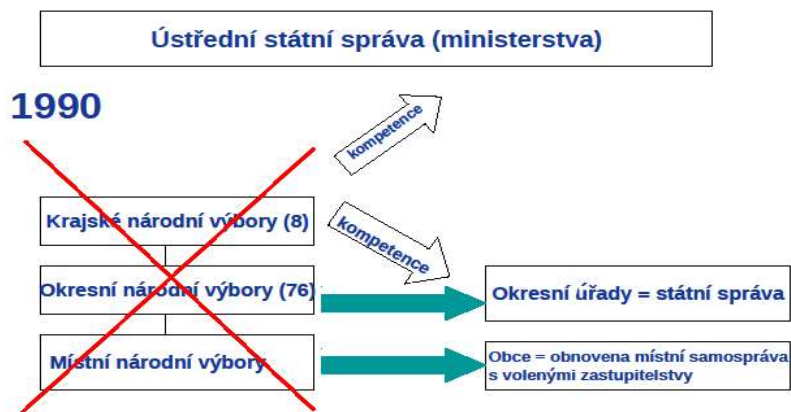 Ústřední státní správa (ministerstva)
1990
kompetence
Krajské národní výbory (8)
kompetence
Okresní národní výbory (76)
Okresní úřady = státní správa
Místní národní výbory
Obce = obnovena místní samospráva
s volenými zastupitelstvy